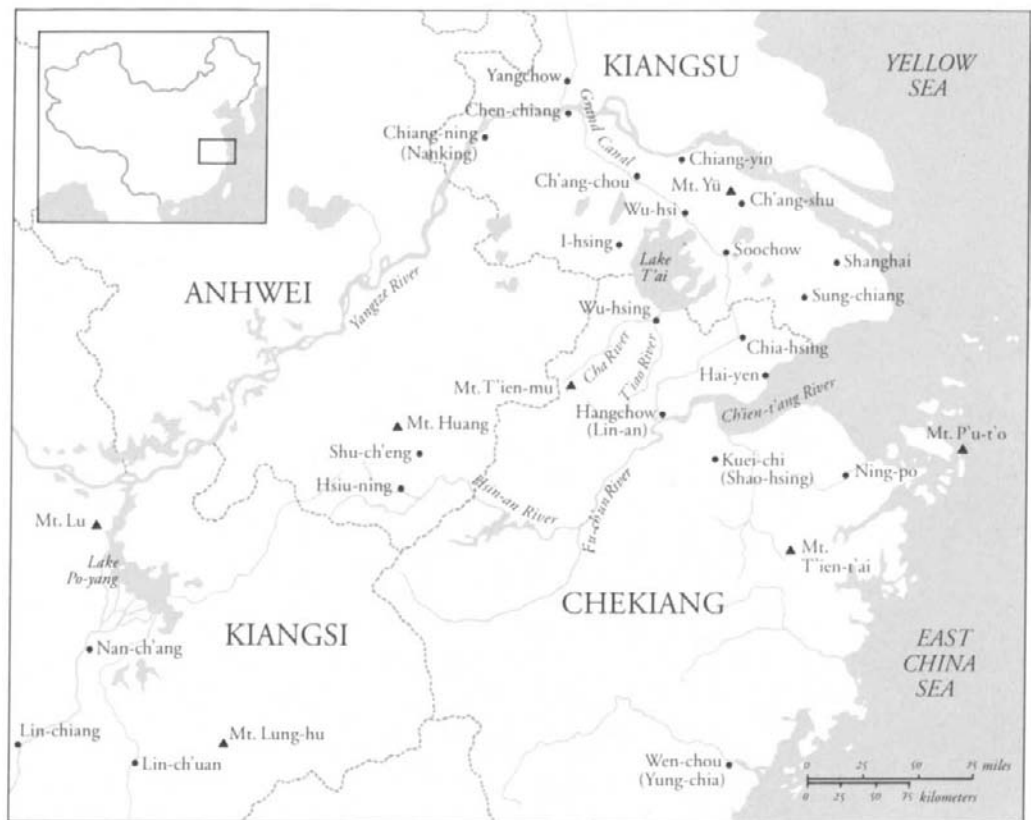 KIANGSU
YELLOW
SEA
Yangchow
Chen-chiang
Grand Canal
Chiang-ning
(Nanking)
Chiang-yin
Ch'ang-chou
Mt. Yü
Ch'ang-shu
Wu-hsi
I-hsing
Lake
T'ai
Soochow
Shanghai
ANHWEI
Yangtze River
Sung-chiang
Wu-hsing
Chia-hsing
Cha River
T'iao River
Hai-yen
Mt. T'ien-mu
Ch'ien-t'ang River
Hangchow
(Lin-an)
Mt. Huang
Mt. P'u-t'o
Shu-ch'eng
Kuei-chi
(Shao-hsing)
Ning-po
Hsiu-ning
Hsin-an River
Fu-ch'un River
Mt. Lu
Mt.
T'ien-t'ai
Lake
Po-yang
CHEKIANG
KIANGSI
EAST
CHINA
SEA
Nan-ch'ang
Lin-chiang
Mt. Lung-hu
Lin-ch'uan
Wen-chou
(Yung-chia)
0 25 50 75 miles
0 25 50 75 kilometers